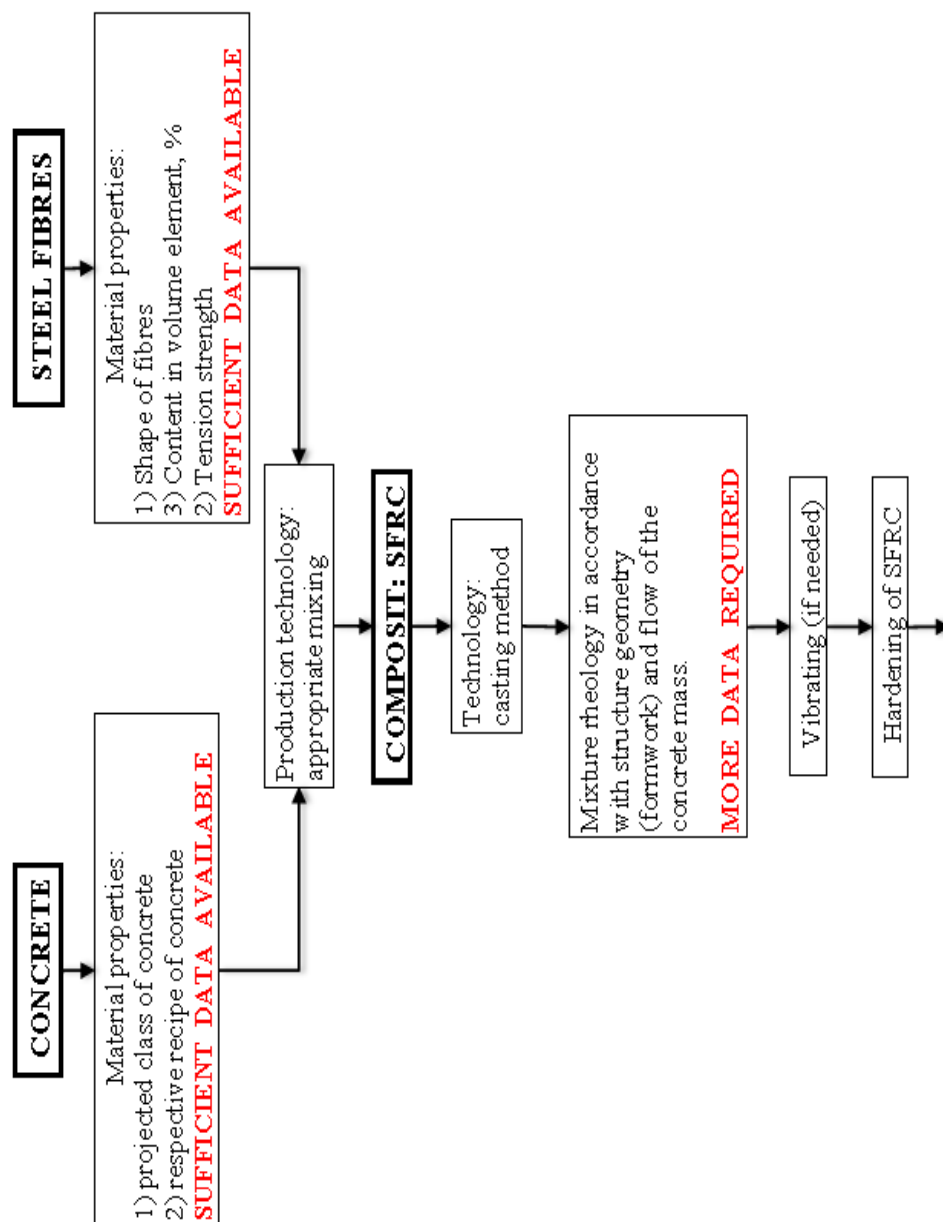 CONCRETE
Material properties:
1) projected class of concrete
2) respective recipe of concrete
SUFFICIENT DATA AVAILABLE
STEEL FIBRES
Material properties:
1) Shape of fibres
3) Content in volume element, %
2) Tension strength
SUFFICIENT DATA AVAILABLE
Production technology:
appropriate mixing
COMPOSIT: SFRC
Technology:
casting method
Mixture rheology in accordance
with structure geometry
(formwork) and flow of the
concrete mass.
MORE DATA REQUIRED
Vibrating (if needed)
Hardening of SFRC